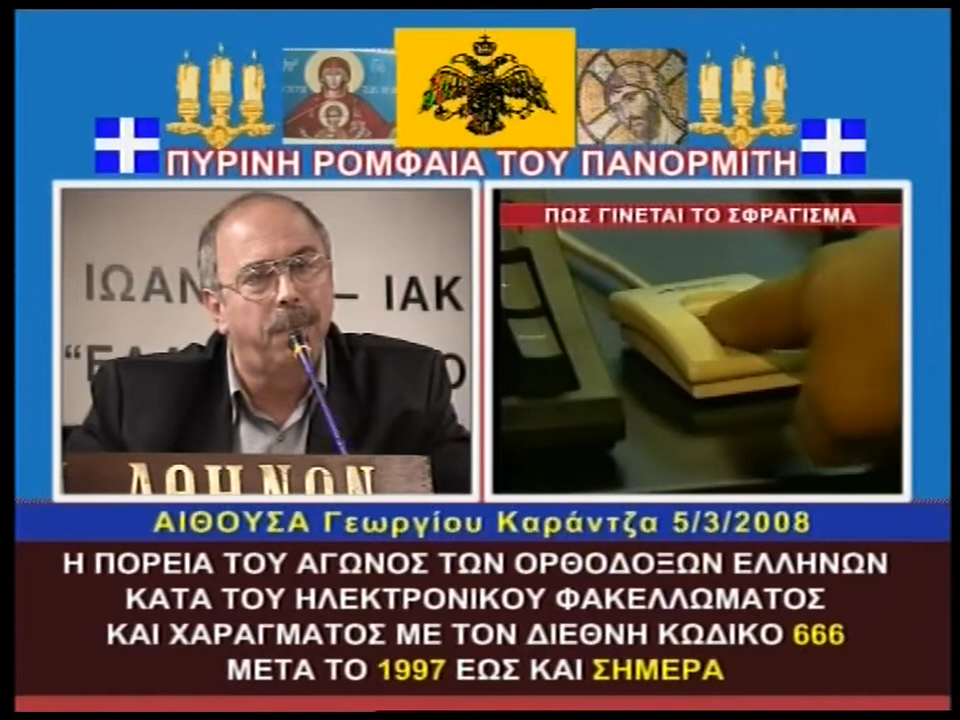 ΠΥΡΙΝΗ ΡΟΜΦΑΙΑ ΤΟΥ ΠΑΝΟΡΜΙΤΗ
ΠΩΣ ΓΙΝΕΤΑΙ ΤΟ ΣΦΡΑΓΙΣΜΑ
ΙΩΑΝ – ΙΑΚ
ΑΘΗΝΩΝ
ΑΙΘΟΥΣΑ Γεωργίου Καράντζα 5/3/2008
Η ΠΟΡΕΙΑ ΤΟΥ ΑΓΩΝΟΣ ΤΩΝ ΟΡΘΟΔΟΞΩΝ ΕΛΛΗΝΩΝ
ΚΑΤΑ ΤΟΥ ΗΛΕΚΤΡΟΝΙΚΟΥ ΦΑΚΕΛΛΩΜΑΤΟΣ
ΚΑΙ ΧΑΡΑΓΜΑΤΟΣ ΜΕ ΤΟΝ ΔΙΕΘΝΗ ΚΩΔΙΚΟ 666
ΜΕΤΑ ΤΟ 1997 ΕΩΣ ΚΑΙ ΣΗΜΕΡΑ